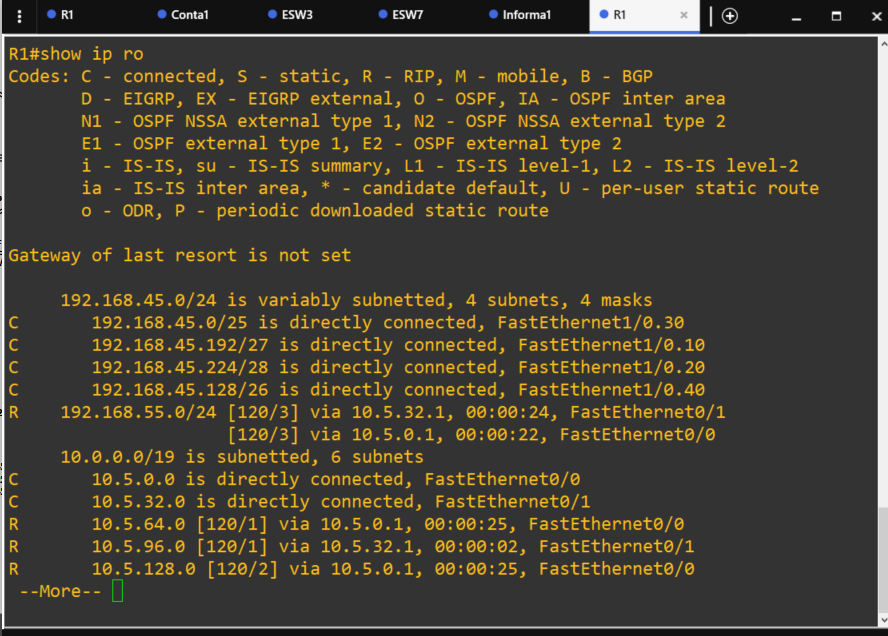 R1
Conta1
ESW3
ESW7
Informa1
R1
R1#show ip ro
Codes: C - connected, S - static, R - RIP, M - mobile, B - BGP
D - EIGRP, EX - EIGRP external, O - OSPF, IA - OSPF inter area
N1 - OSPF NSSA external type 1, N2 - OSPF NSSA external type 2
E1 - OSPF external type 1, E2 - OSPF external type 2
i - IS-IS, su - IS-IS summary, L1 - IS-IS level-1, L2 - IS-IS level-2
ia - IS-IS inter area, * - candidate default, U - per-user static route
o - ODR, P - periodic downloaded static route
Gateway of last resort is not set
192.168.45.0/24 is variably subnetted, 4 subnets, 4 masks
C 192.168.45.0/25 is directly connected, FastEthernet1/0.30
C 192.168.45.192/27 is directly connected, FastEthernet1/0.10
C 192.168.45.224/28 is directly connected, FastEthernet1/0.20
C 192.168.45.128/26 is directly connected, FastEthernet1/0.40
R 192.168.55.0/24 [120/3] via 10.5.32.1, 00:00:24, FastEthernet0/1
[120/3] via 10.5.0.1, 00:00:22, FastEthernet0/0
10.0.0.0/19 is subnetted, 6 subnets
C 10.5.0.0 is directly connected, FastEthernet0/0
C 10.5.32.0 is directly connected, FastEthernet0/1
R 10.5.64.0 [120/1] via 10.5.0.1, 00:00:25, FastEthernet0/0
R 10.5.96.0 [120/1] via 10.5.32.1, 00:00:02, FastEthernet0/1
R 10.5.128.0 [120/2] via 10.5.0.1, 00:00:25, FastEthernet0/0
--More--